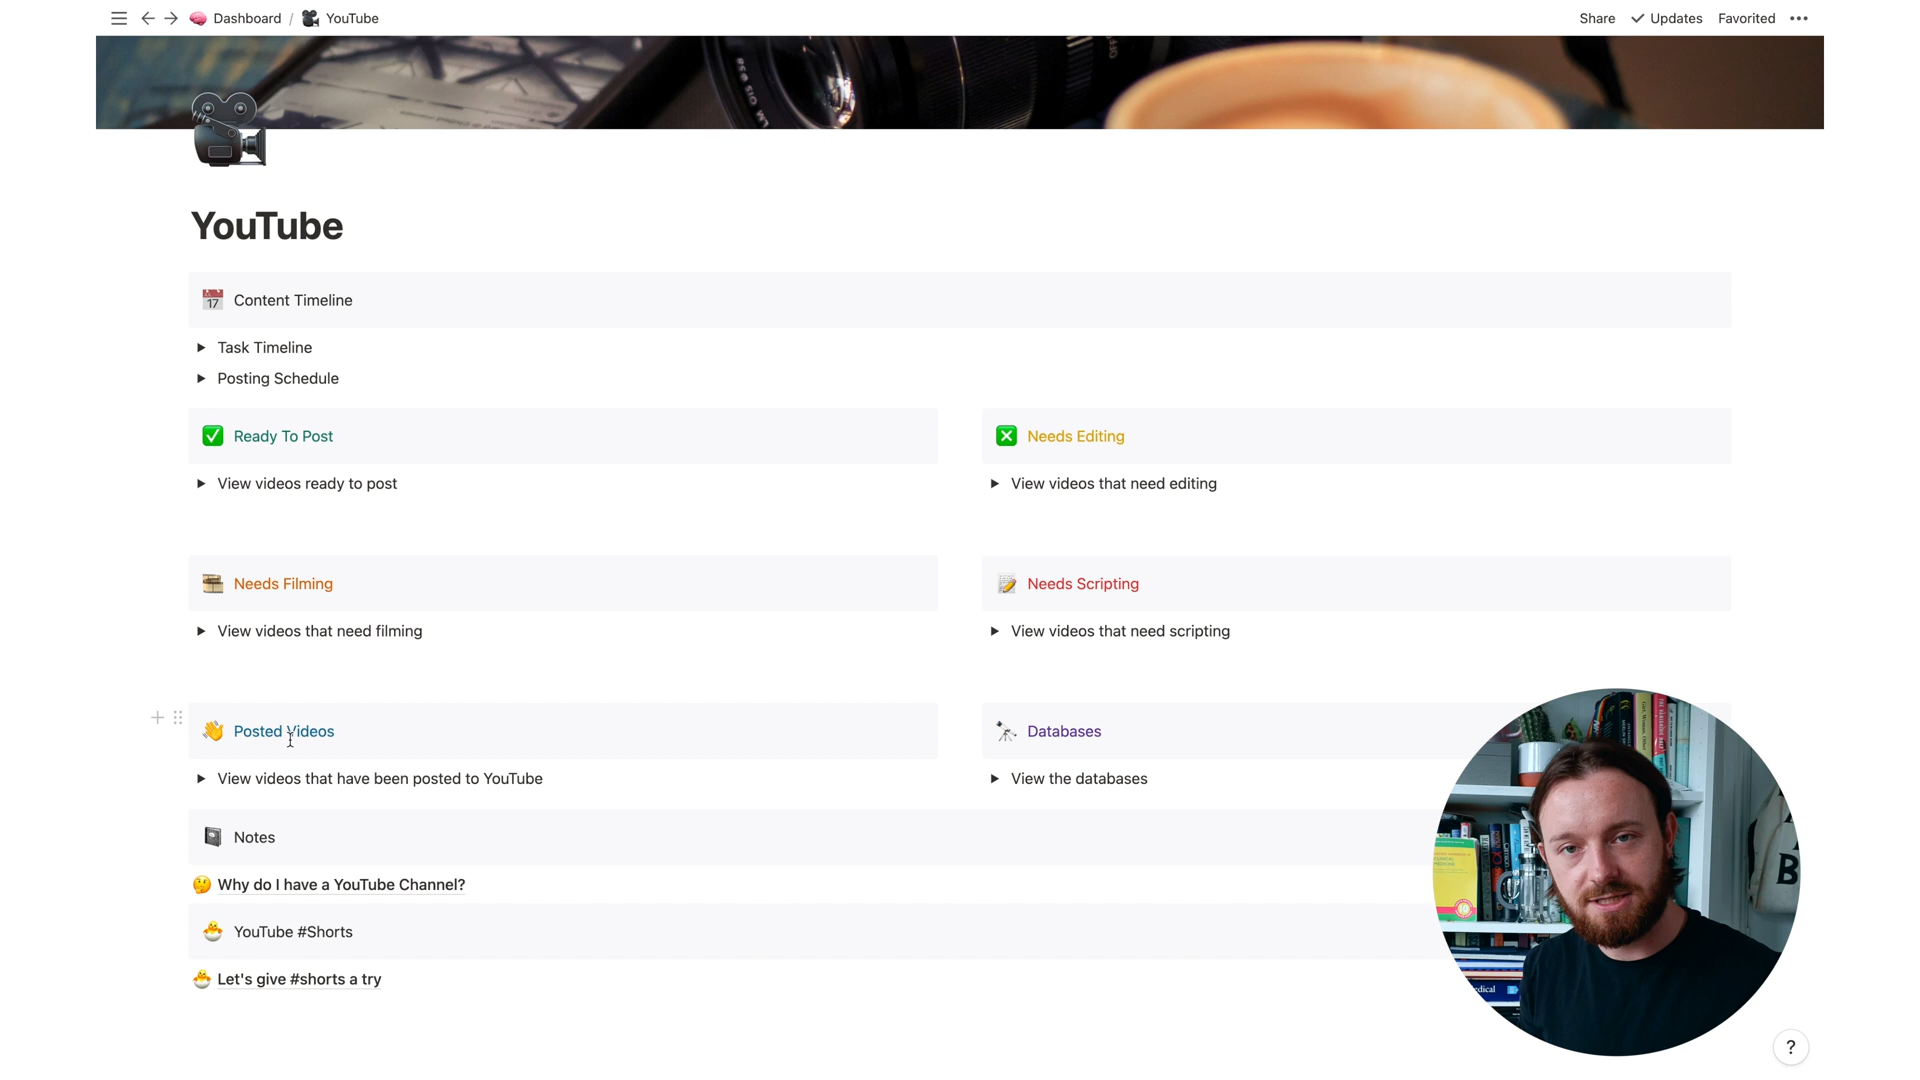 Dashboard / YouTube
Share Updates Favorited
YouTube
17 Content Timeline
Task Timeline
Posting Schedule
Ready To Post
Needs Editing
View videos ready to post
View videos that need editing
Needs Filming
Needs Scripting
View videos that need filming
View videos that need scripting
Posted Videos
Databases
View videos that have been posted to YouTube
View the databases
Notes
Why do I have a YouTube Channel?
YouTube #Shorts
Let's give #shorts a try
?